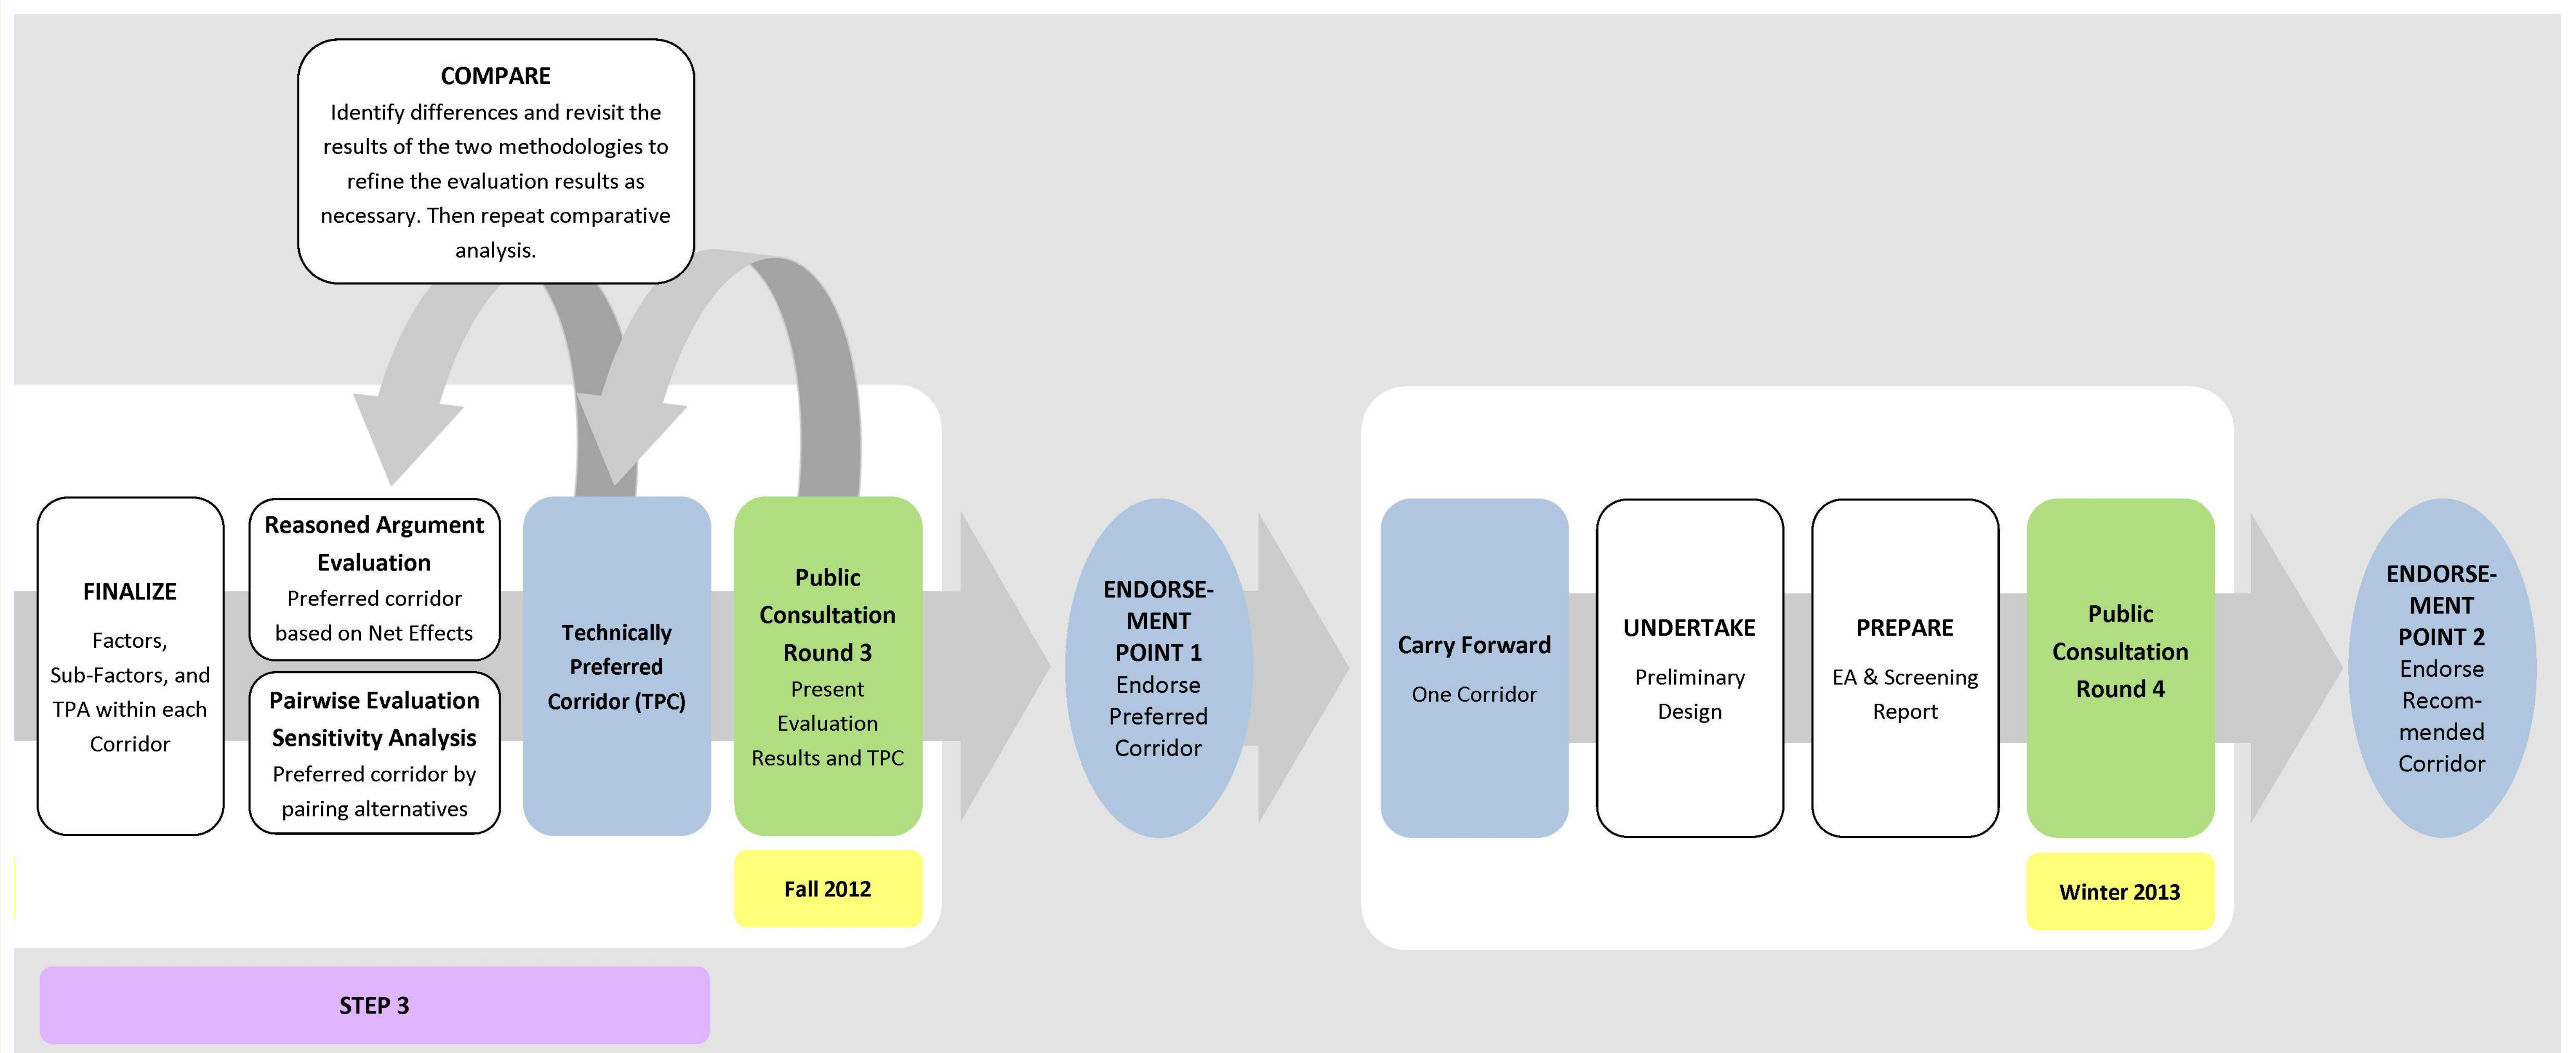 COMPARE
Identify differences and revisit the
results of the two methodologies to
refine the evaluation results as
necessary. Then repeat comparative
analysis.
FINALIZE
Factors,
Sub-Factors, and
TPA within each
Corridor
Reasoned Argument
Evaluation
Preferred corridor
based on Net Effects
Pairwise Evaluation
Sensitivity Analysis
Preferred corridor by
pairing alternatives
Technically
Preferred
Corridor (TPC)
Public
Consultation
Round 3
Present
Evaluation
Results and TPC
Fall 2012
ENDORSE-
MENT
POINT 1
Endorse
Preferred
Corridor
Carry Forward
One Corridor
UNDERTAKE
Preliminary
Design
PREPARE
EA & Screening
Report
Public
Consultation
Round 4
Winter 2013
ENDORSE-
MENT
POINT 2
Endorse
Recom-
mended
Corridor
STEP 3